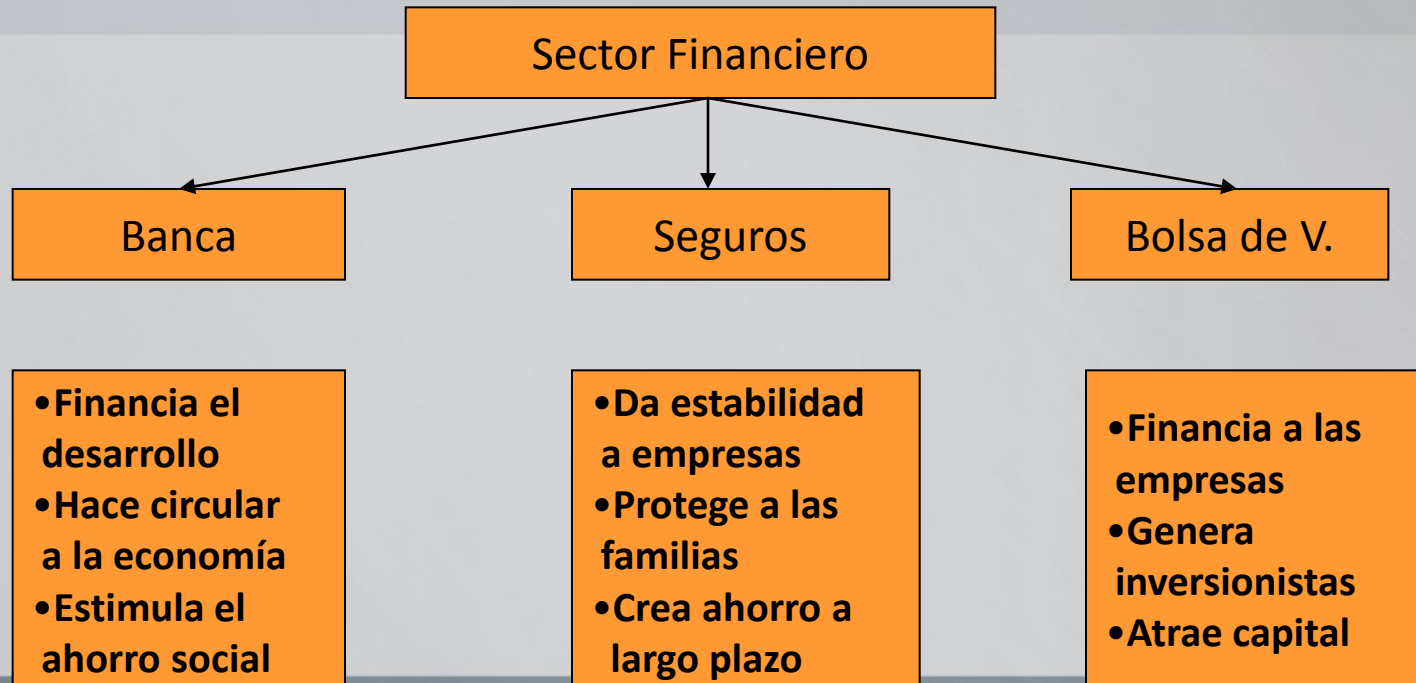 Sector Financiero
Banca
Seguros
Bolsa de V.
•Financia el
desarrollo
•Hace circular
a la economía
•Estimula el
ahorro social
•Da estabilidad
a empresas
•Protege a las
familias
•Crea ahorro a
largo plazo
•Financia a las
empresas
•Genera
inversionistas
•Atrae capital